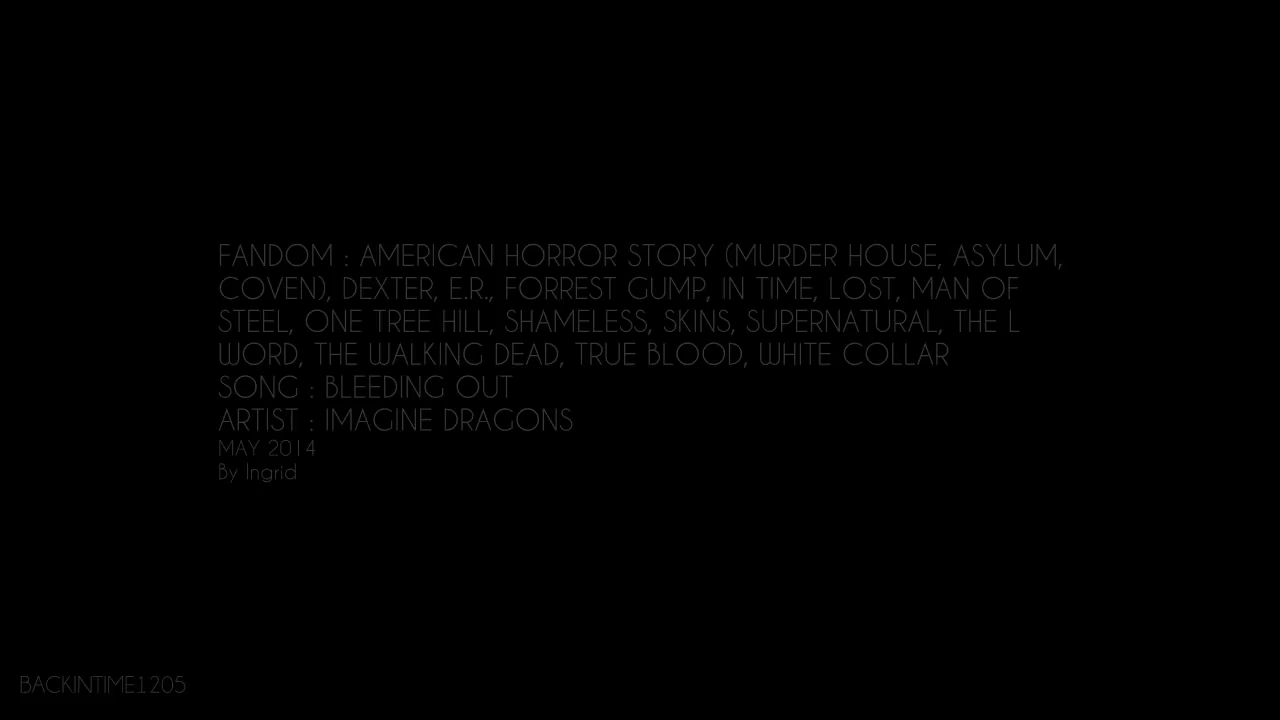 FANDOM : AMERICAN HORROR STORY (MURDER HOUSE, ASYLUM,
COVEN), DEXTER, E.R., FORREST GUMP, IN TIME, LOST, MAN OF
STEEL, ONE TREE HILL, SHAMELESS, SKINS, SUPERNATURAL, THE L
WORD, THE WALKING DEAD, TRUE BLOOD, WHITE COLLAR
SONG : BLEEDING OUT
ARTIST : IMAGINE DRAGONS
MAY 2014
By Ingrid
BACKINTIME1205